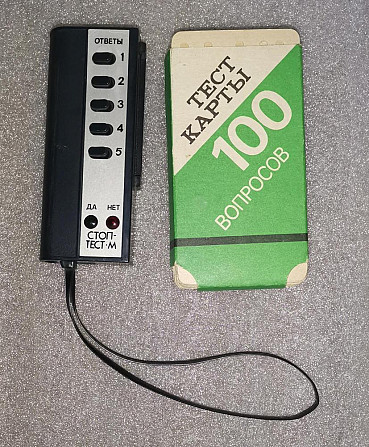 ОТВЕТЫ
1
2
3
4
5
ДА НЕТ
СТОП-
ТЕСТ·М
ТЕСТ
КАРТЫ
100
ВОПРОСОВ